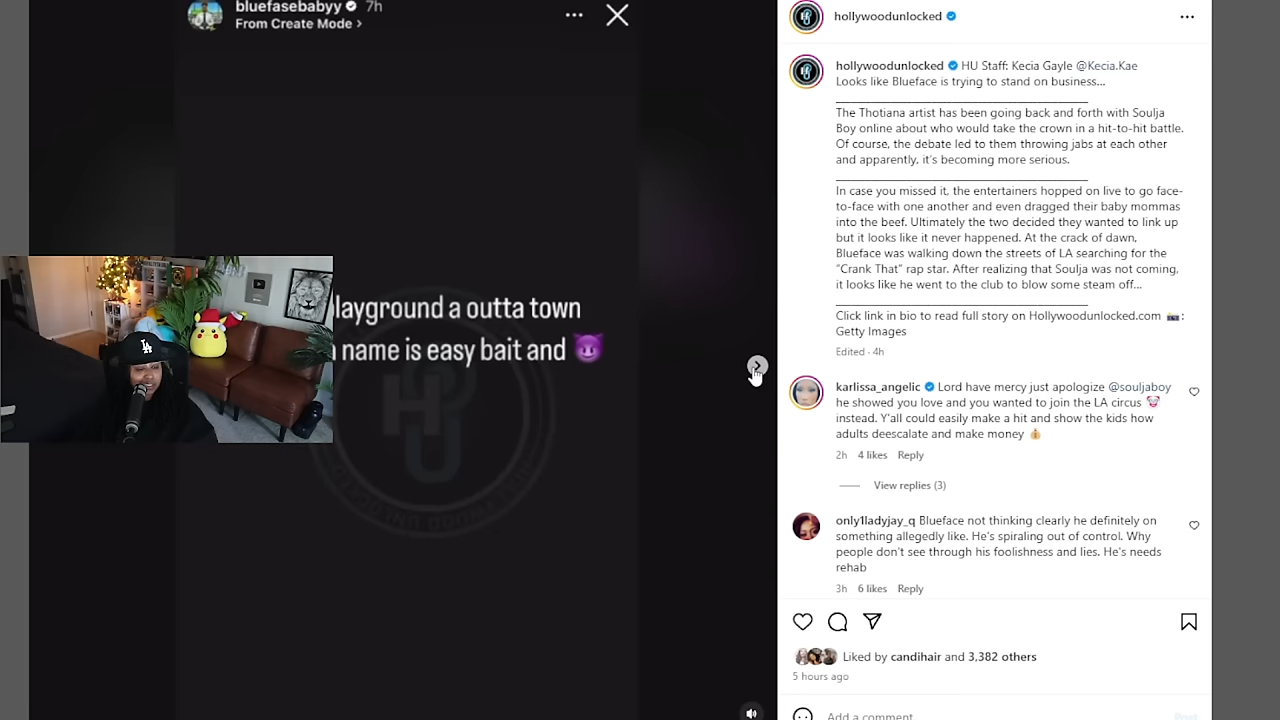 bluefasebabyy 7h
From Create Mode >
layground a outta town
name is easy bait and 😈
HU
LA
hollywoodunlocked
hollywoodunlocked HU Staff: Kecia Gayle @Kecia.Kae
Looks like Blueface is trying to stand on business...
The Thotiana artist has been going back and forth with Soulja
Boy online about who would take the crown in a hit-to-hit battle.
Of course, the debate led to them throwing jabs at each other
and apparently, it's becoming more serious.
In case you missed it, the entertainers hopped on live to go face-
to-face with one another and even dragged their baby mommas
into the beef. Ultimately the two decided they wanted to link up
but it looks like it never happened. At the crack of dawn,
Blueface was walking down the streets of LA searching for the
“Crank That” rap star. After realizing that Soulja was not coming,
it looks like he went to the club to blow some steam off...
Click link in bio to read full story on Hollywoodunlocked.com 📸:
Getty Images
Edited · 4h
karlissa_angelic Lord have mercy just apologize @souljaboy
he showed you love and you wanted to join the LA circus 🤡
instead. Y'all could easily make a hit and show the kids how
adults deescalate and make money 💰
2h 4 likes Reply
View replies (3)
only1ladyjay_q Blueface not thinking clearly he definitely on
something allegedly like. He's spiraling out of control. Why
people don't see through his foolishness and lies. He's needs
rehab
3h 6 likes Reply
Liked by candihair and 3,382 others
5 hours ago
Add a comment...
Post